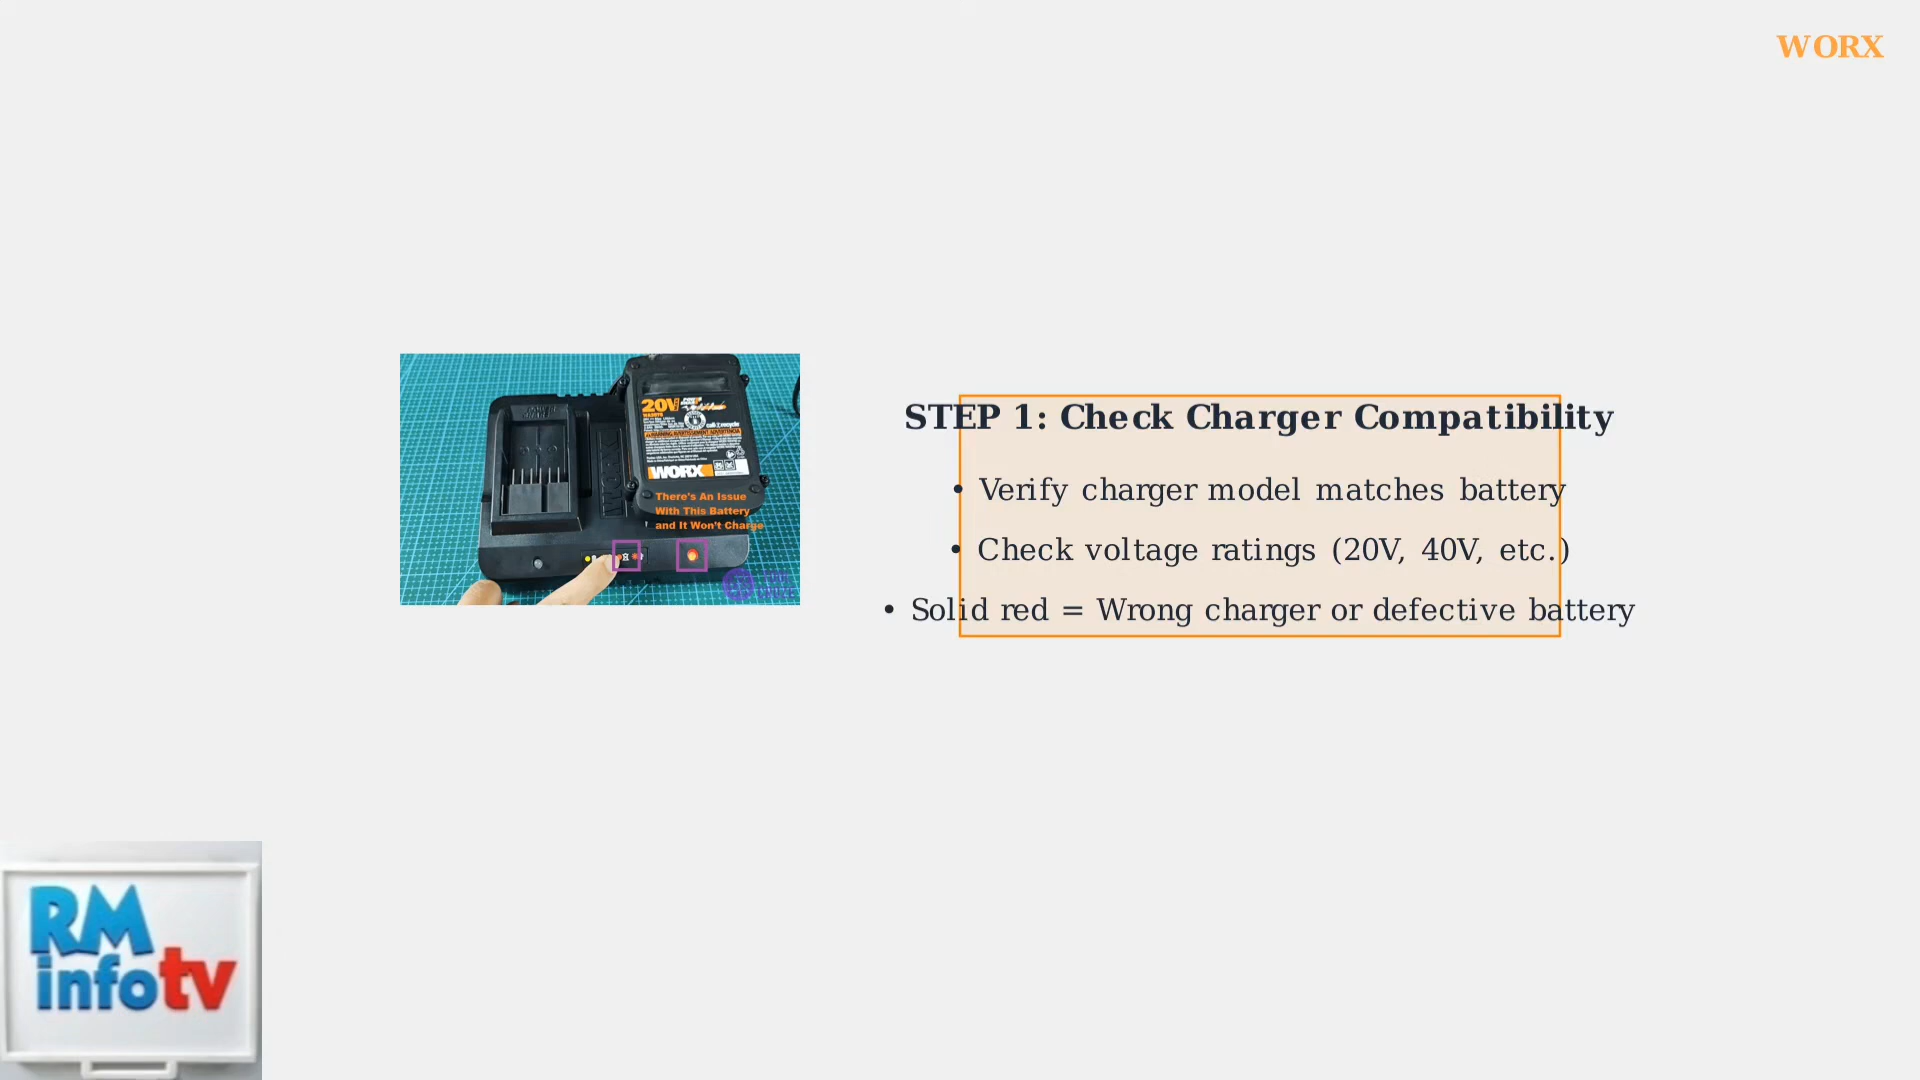 WORX
STEP 1: Check Charger Compatibility
• Verify charger model matches battery
• Check voltage ratings (20V, 40V, etc.)
• Solid red = Wrong charger or defective battery
20V
WORX
There's An Issue
With This Battery
and It Won't Charge
RM
infotv